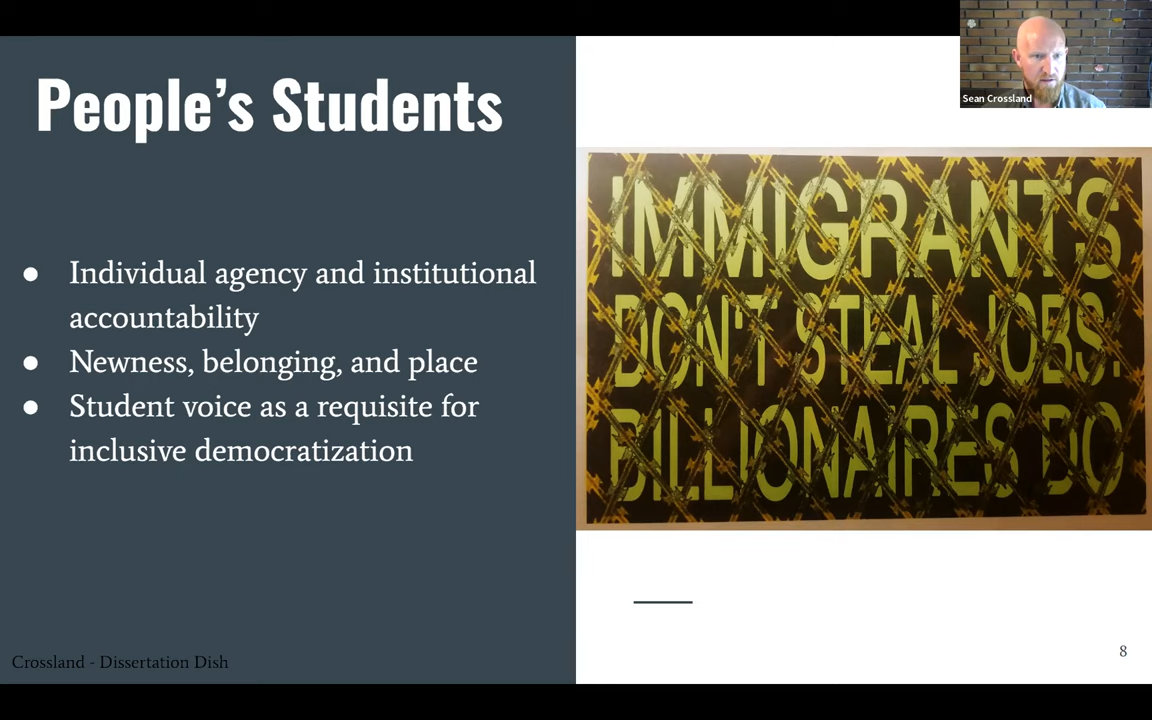 People's Students
Sean Crossland
● Individual agency and institutional
accountability
● Newness, belonging, and place
● Student voice as a requisite for
inclusive democratization
IMMIGRANTS
DON'T STEAL JOBS:
BILLIONAIRES DO
Crossland - Dissertation Dish
8